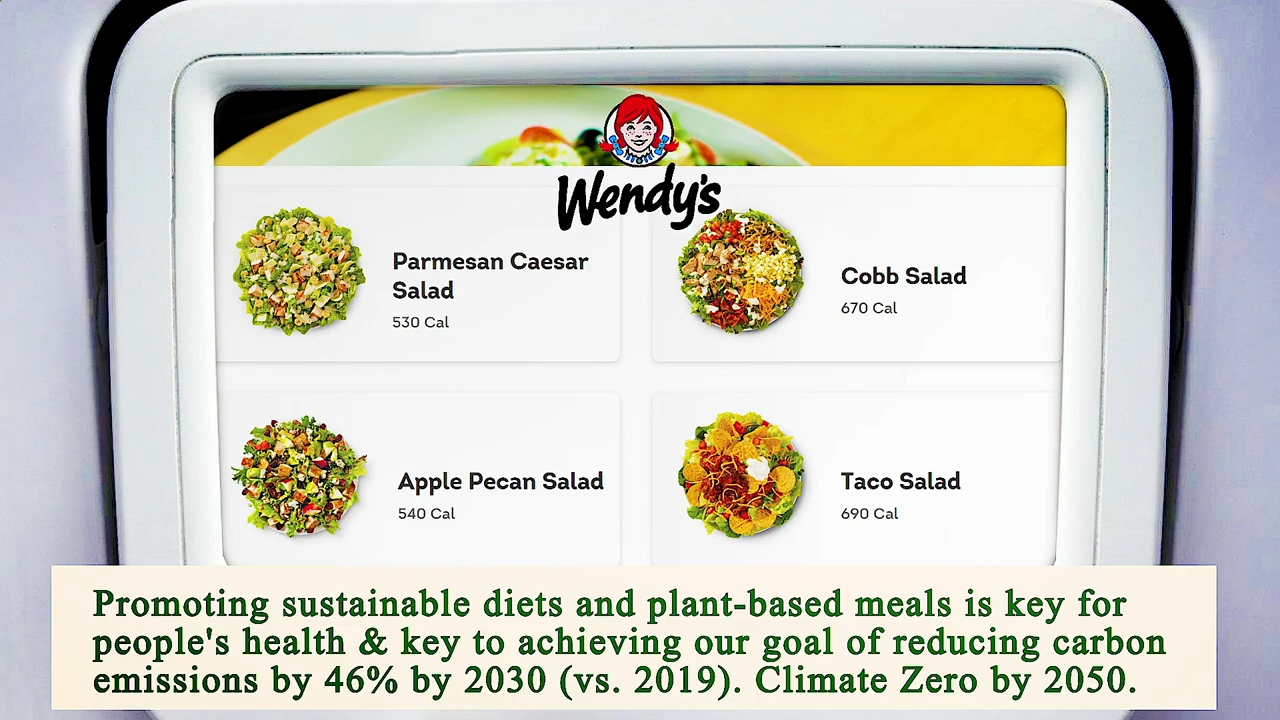 Wendy's
Parmesan Caesar
Salad
530 Cal
Cobb Salad
670 Cal
Apple Pecan Salad
540 Cal
Taco Salad
690 Cal
Promoting sustainable diets and plant-based meals is key for
people's health & key to achieving our goal of reducing carbon
emissions by 46% by 2030 (vs. 2019). Climate Zero by 2050.